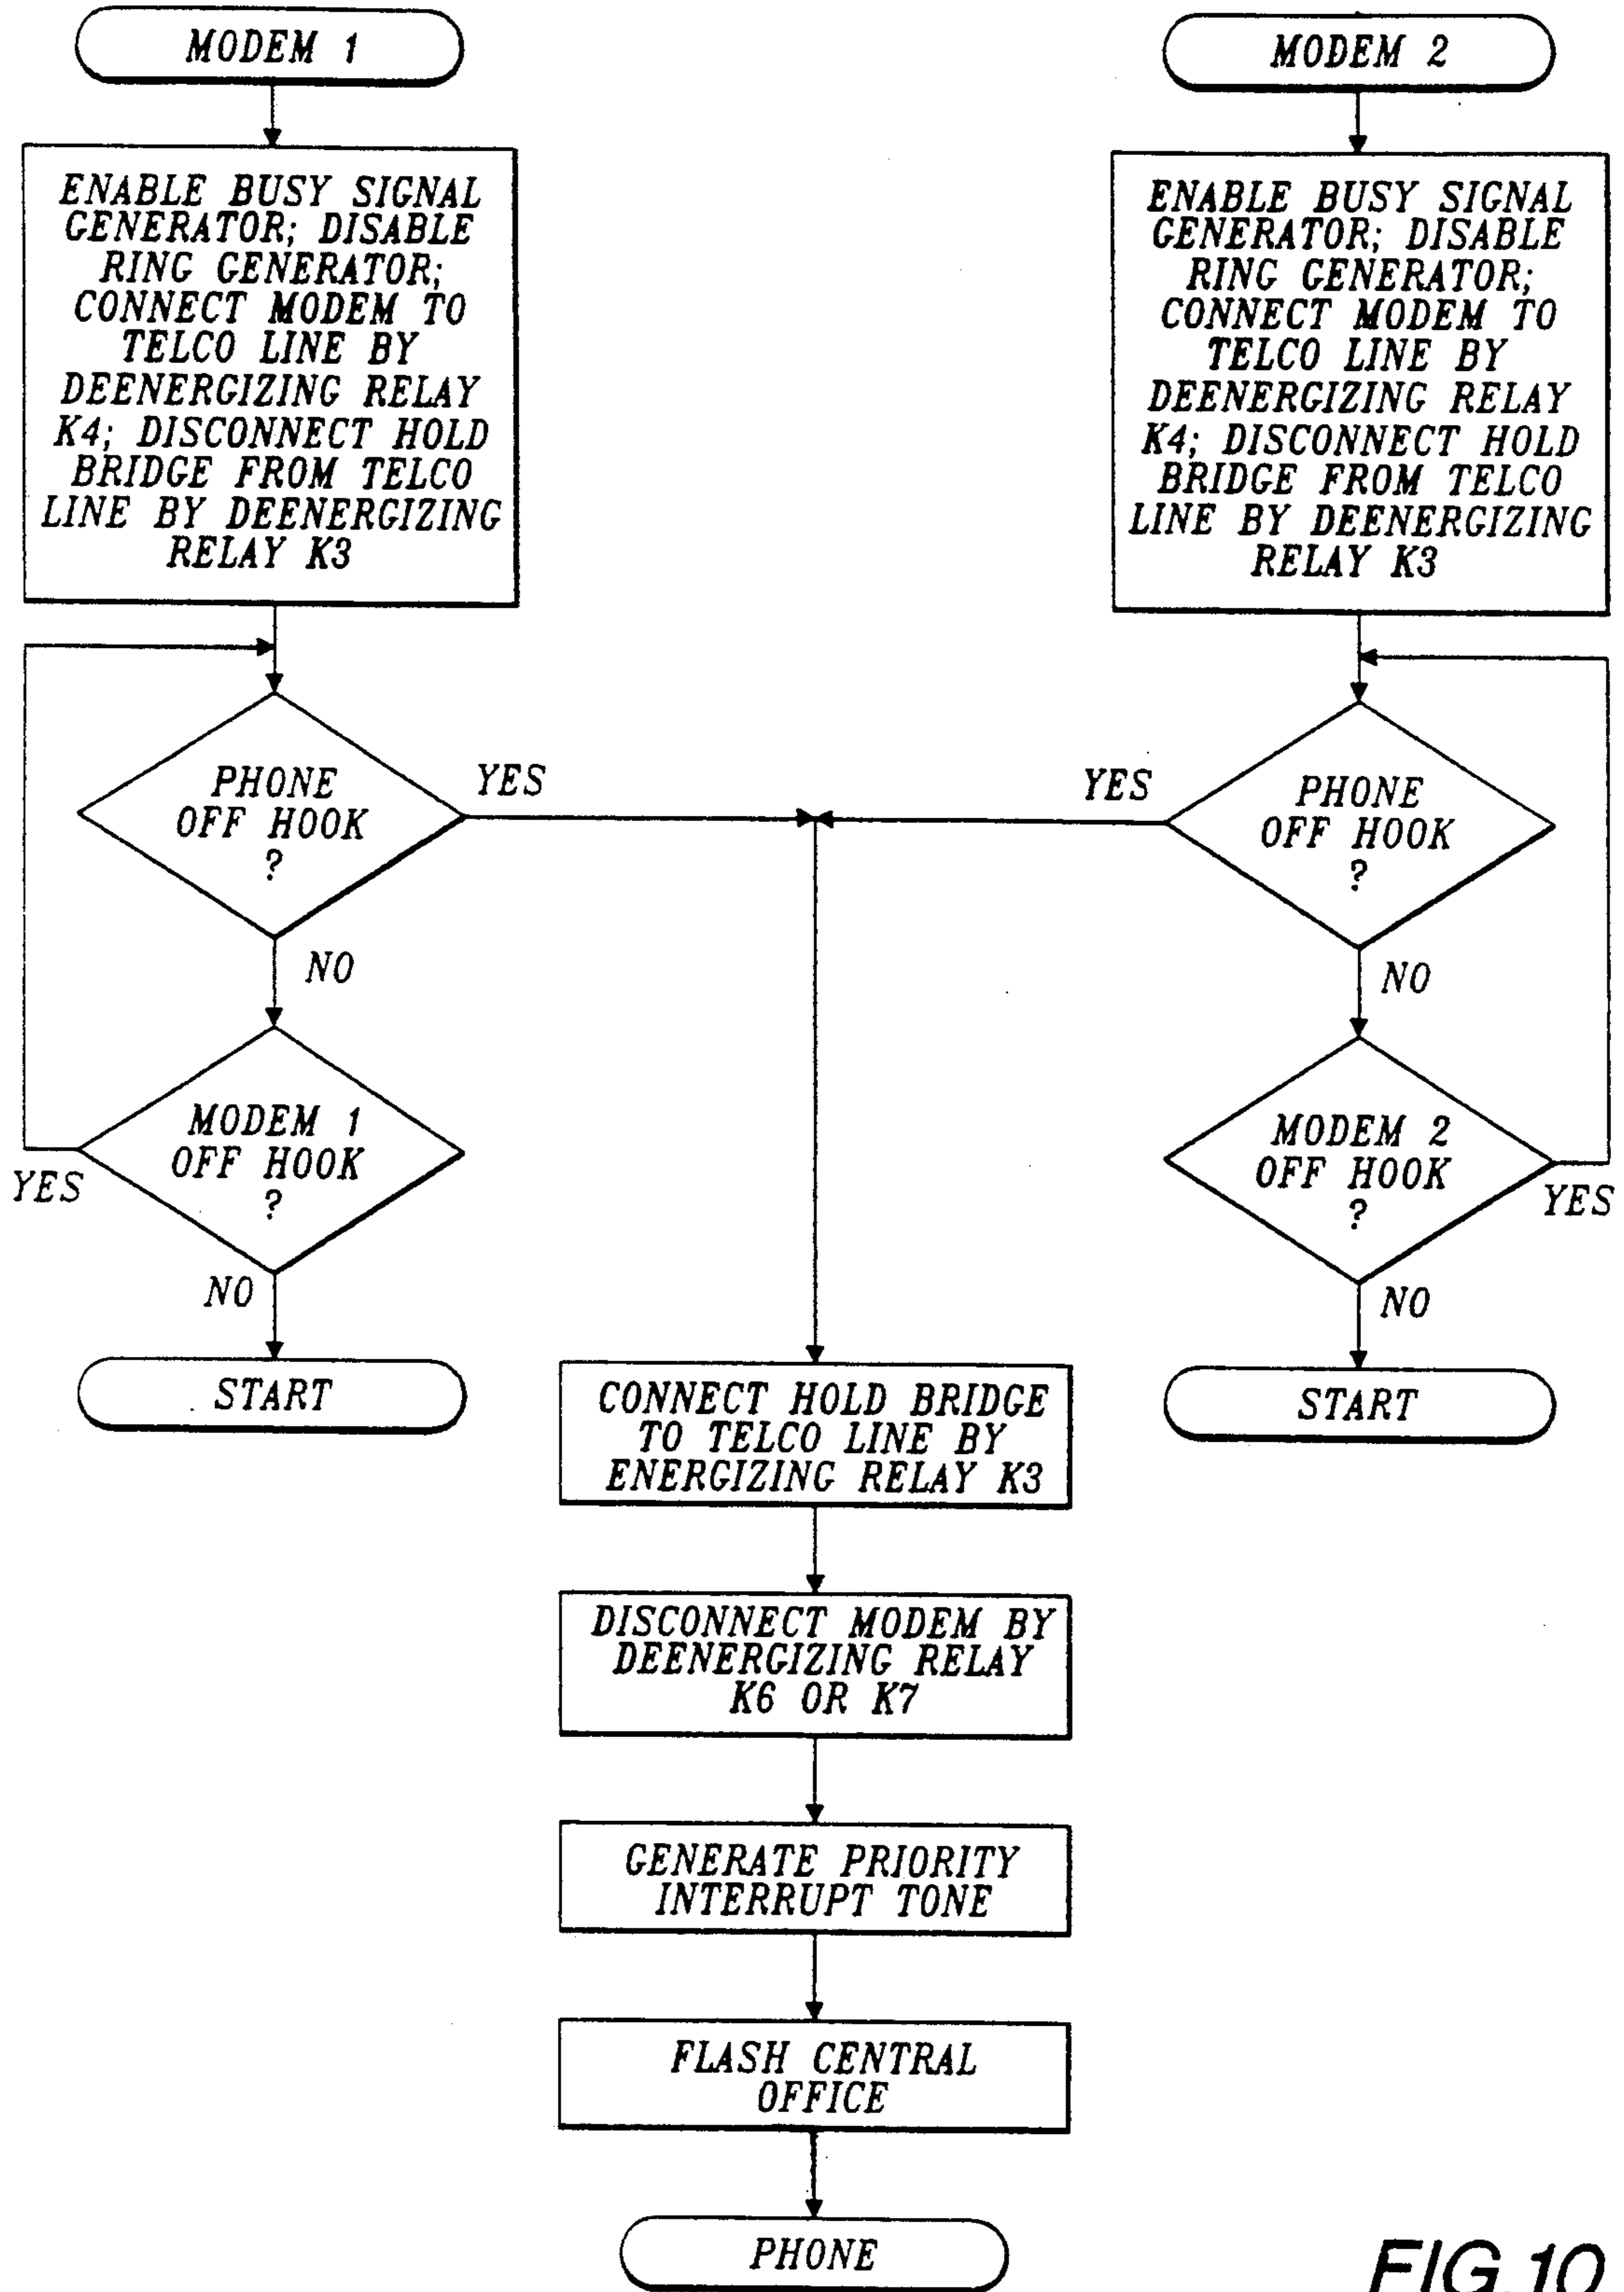 MODEM 1
ENABLE BUSY SIGNAL
GENERATOR; DISABLE
RING GENERATOR;
CONNECT MODEM TO
TELCO LINE BY
DEENERGIZING RELAY
K4; DISCONNECT HOLD
BRIDGE FROM TELCO
LINE BY DEENERGIZING
RELAY K3
PHONE
OFF HOOK
?
YES
NO
MODEM 1
OFF HOOK
?
YES
NO
START
MODEM 2
ENABLE BUSY SIGNAL
GENERATOR; DISABLE
RING GENERATOR;
CONNECT MODEM TO
TELCO LINE BY
DEENERGIZING RELAY
K4; DISCONNECT HOLD
BRIDGE FROM TELCO
LINE BY DEENERGIZING
RELAY K3
PHONE
OFF HOOK
?
YES
NO
MODEM 2
OFF HOOK
?
YES
NO
START
CONNECT HOLD BRIDGE
TO TELCO LINE BY
ENERGIZING RELAY K3
DISCONNECT MODEM BY
DEENERGIZING RELAY
K6 OR K7
GENERATE PRIORITY
INTERRUPT TONE
FLASH CENTRAL
OFFICE
PHONE
FIG.10